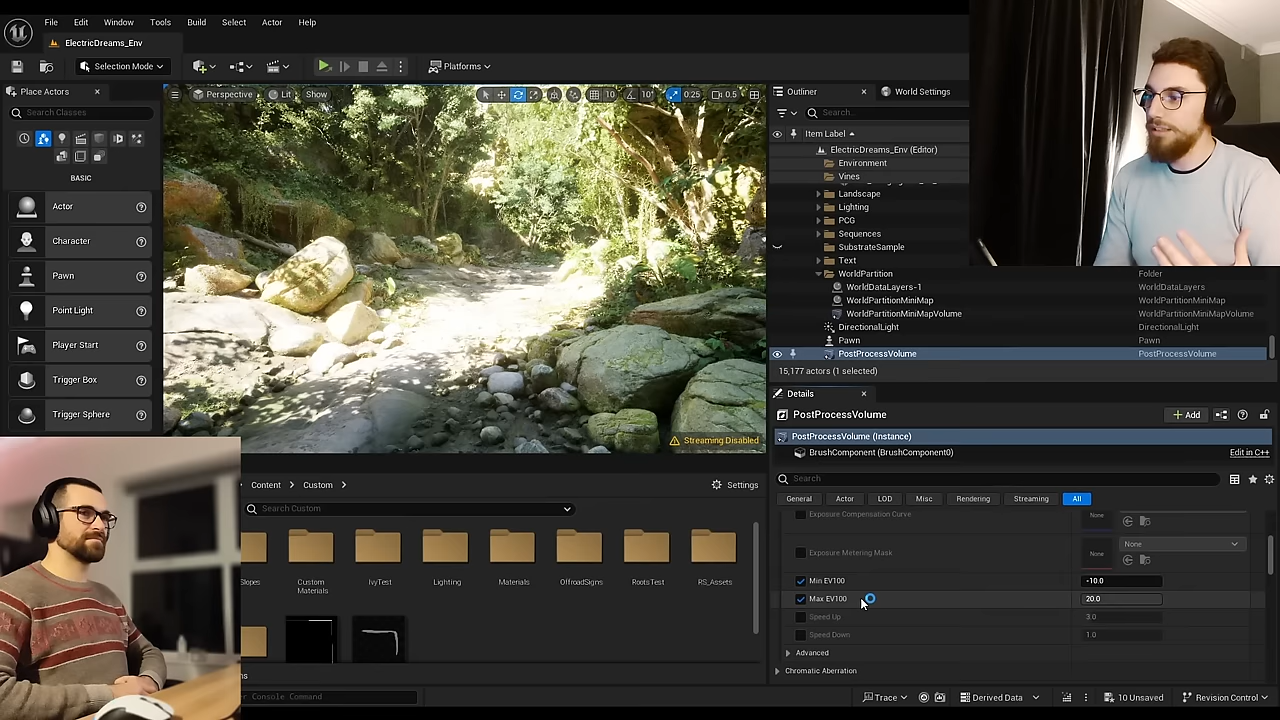 File Edit Window Tools Build Select Actor Help
ElectricDreams_Env
Selection Mode
Platforms
Place Actors
Search Classes
BASIC
Actor
Character
Pawn
Point Light
Player Start
Trigger Box
Trigger Sphere
Perspective Lit Show
10 10° 0.25 0.5
Streaming Disabled
Outliner World Settings
Search...
Item Label
ElectricDreams_Env (Editor)
Environment
Vines
Landscape
Lighting
PCG
Sequences
SubstrateSample
Text
WorldPartition Folder
WorldDataLayers-1 WorldDataLayers
WorldPartitionMiniMap WorldPartitionMiniMap
WorldPartitionMiniMapVolume WorldPartitionMiniMapVolume
DirectionalLight DirectionalLight
Pawn Pawn
PostProcessVolume PostProcessVolume
15,177 actors (1 selected)
Details
PostProcessVolume
+ Add
PostProcessVolume (Instance)
BrushComponent (BrushComponent0) Edit in C++
Search
General Actor LOD Misc Rendering Streaming All
Exposure Compensation Curve None
Exposure Metering Mask None None
Min EV100 -10.0
Max EV100 20.0
Speed Up 3.0
Speed Down 1.0
Advanced
Chromatic Aberration
Content Custom Settings
Search Custom
Custom Materials
IvyTest
Lighting
Materials
OffroadSigns
RootsTest
RS_Assets
Console Command
Trace Derived Data 10 Unsaved Revision Control